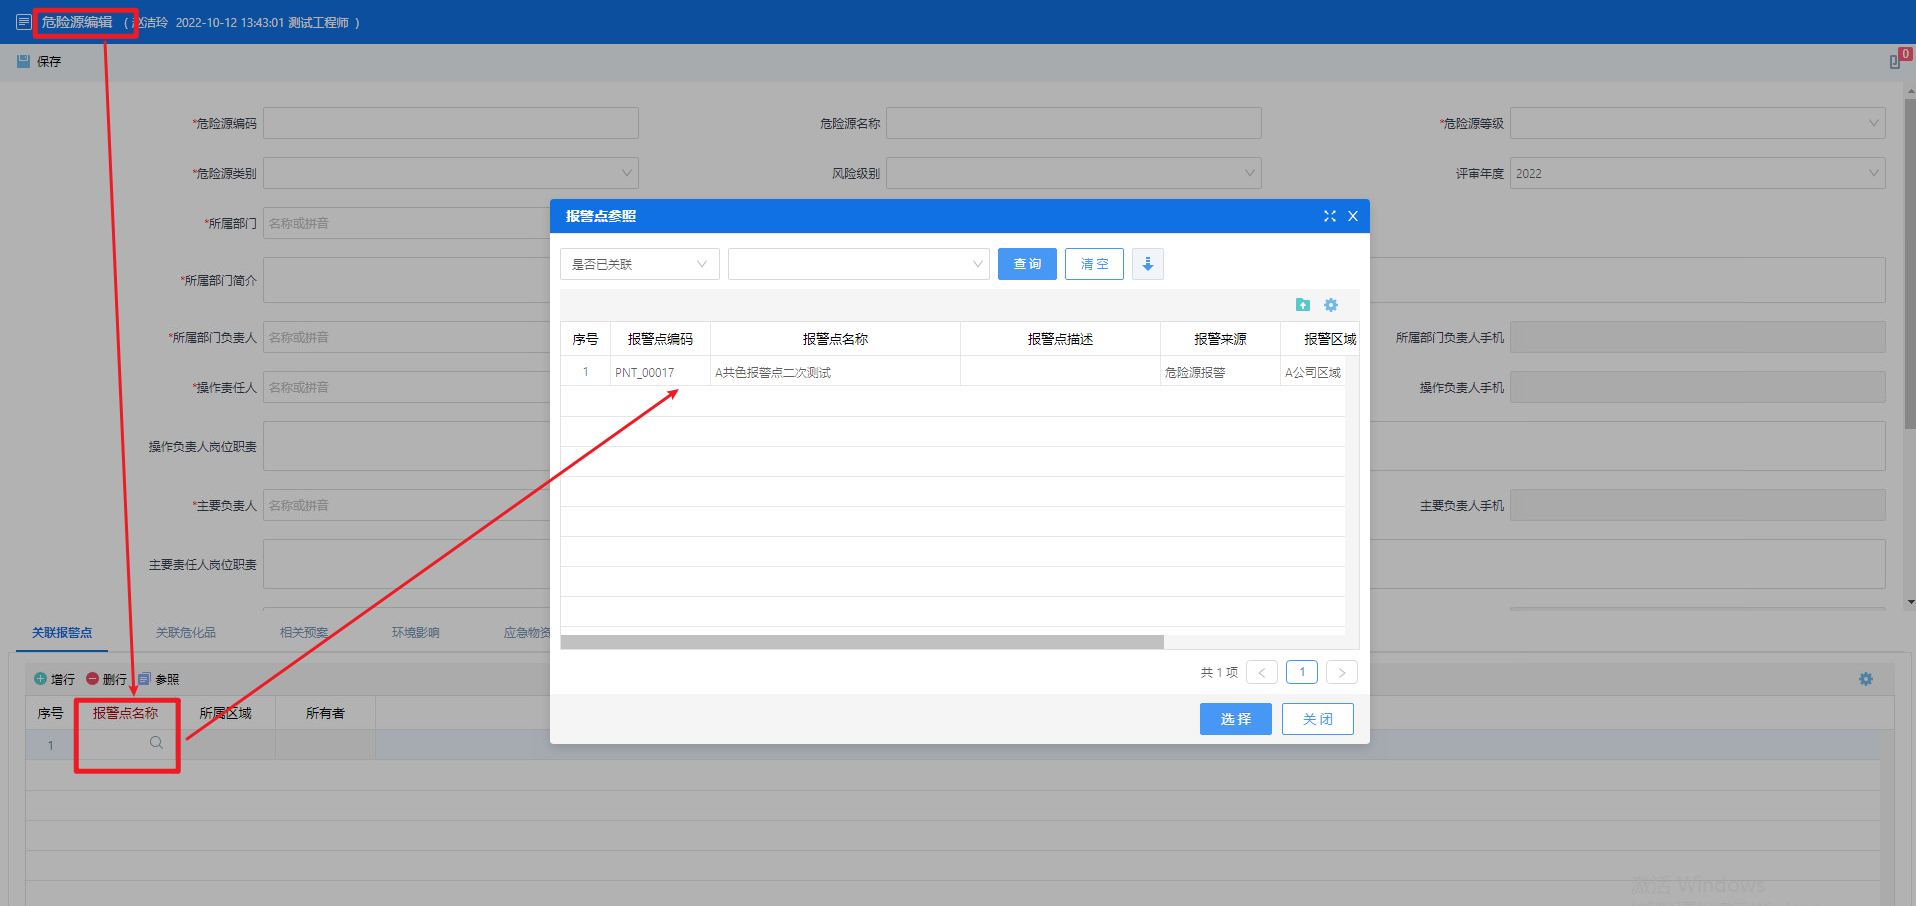 危险源编辑 （ 赵洁玲 2022-10-12 13:43:01 测试工程师 ）
保存
0
*危险源编码
危险源名称
*危险源等级
*危险源类别
风险级别
评审年度 2022
*所属部门 名称或拼音
*所属部门简介
*所属部门负责人 名称或拼音
所属部门负责人手机
*操作责任人 名称或拼音
操作负责人手机
操作负责人岗位职责
*主要负责人 名称或拼音
主要负责人手机
主要责任人岗位职责
报警点参照
X
是否已关联
查询 清空
序号 报警点编码 报警点名称 报警点描述 报警来源 报警区域
1 PNT_00017 A共色报警点二次测试 危险源报警 A公司区域
共 1 项 < 1 >
选择 关闭
关联报警点 关联危化品 相关预案 环境影响 应急物资
增行 删行 参照
序号 报警点名称 所属区域 所有者
1
激活 Windows